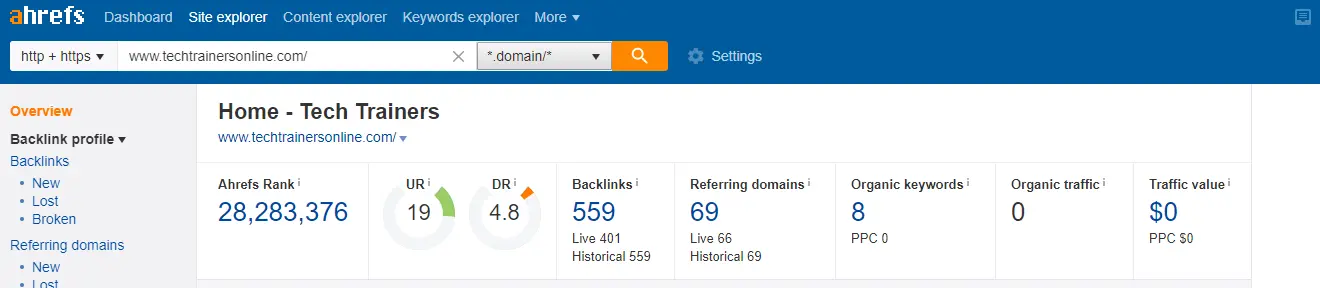 ahrefs Dashboard Site explorer Content explorer Keywords explorer More
http + https www.techtrainersonline.com/ *.domain/* Settings
Overview
Backlink profile
Backlinks
New
Lost
Broken
Referring domains
New
Lost
Home - Tech Trainers
www.techtrainersonline.com/
Ahrefs Rank i
28,283,376
UR i
19
DR i
4.8
Backlinks i
559
Live 401
Historical 559
Referring domains i
69
Live 66
Historical 69
Organic keywords i
8
PPC 0
Organic traffic i
0
Traffic value i
$0
PPC $0